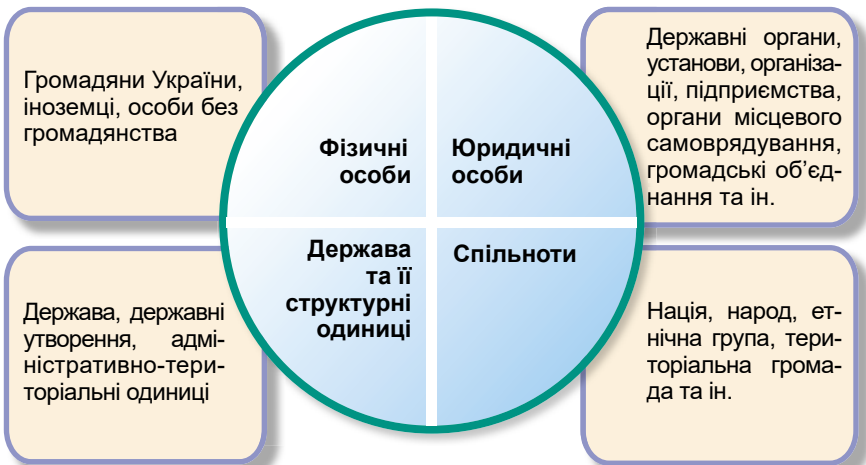 Громадяни України,
іноземці, особи без
громадянства
Фізичні
особи
Юридичні
особи
Державні органи,
установи, організа-
ції, підприємства,
органи місцевого
самоврядування,
громадські об’єд-
нання та ін.
Держава, державні
утворення, адмі-
ністративно-тери-
торіальні одиниці
Держава
та її
структурні
одиниці
Спільноти
Нація, народ, ет-
нічна група, тери-
торіальна грома-
да та ін.